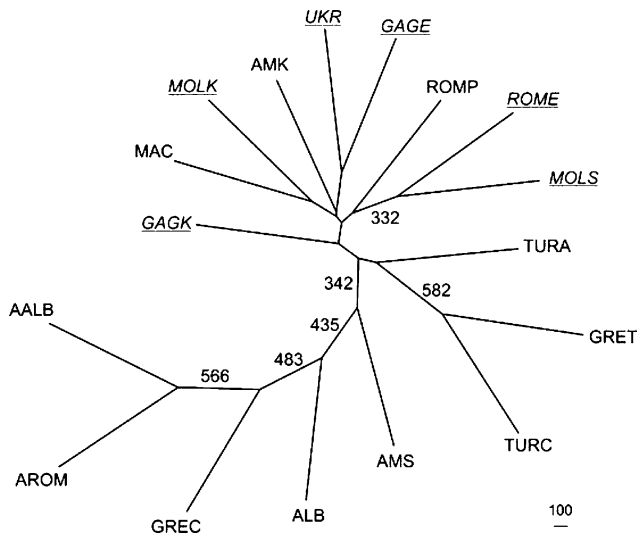 UKR
GAGE
AMK
ROMP
MOLK
ROME
MAC
MOLS
332
GAGK
TURA
342
582
AALB
435
GRET
483
566
TURC
AMS
AROM
100
ALB
GREC